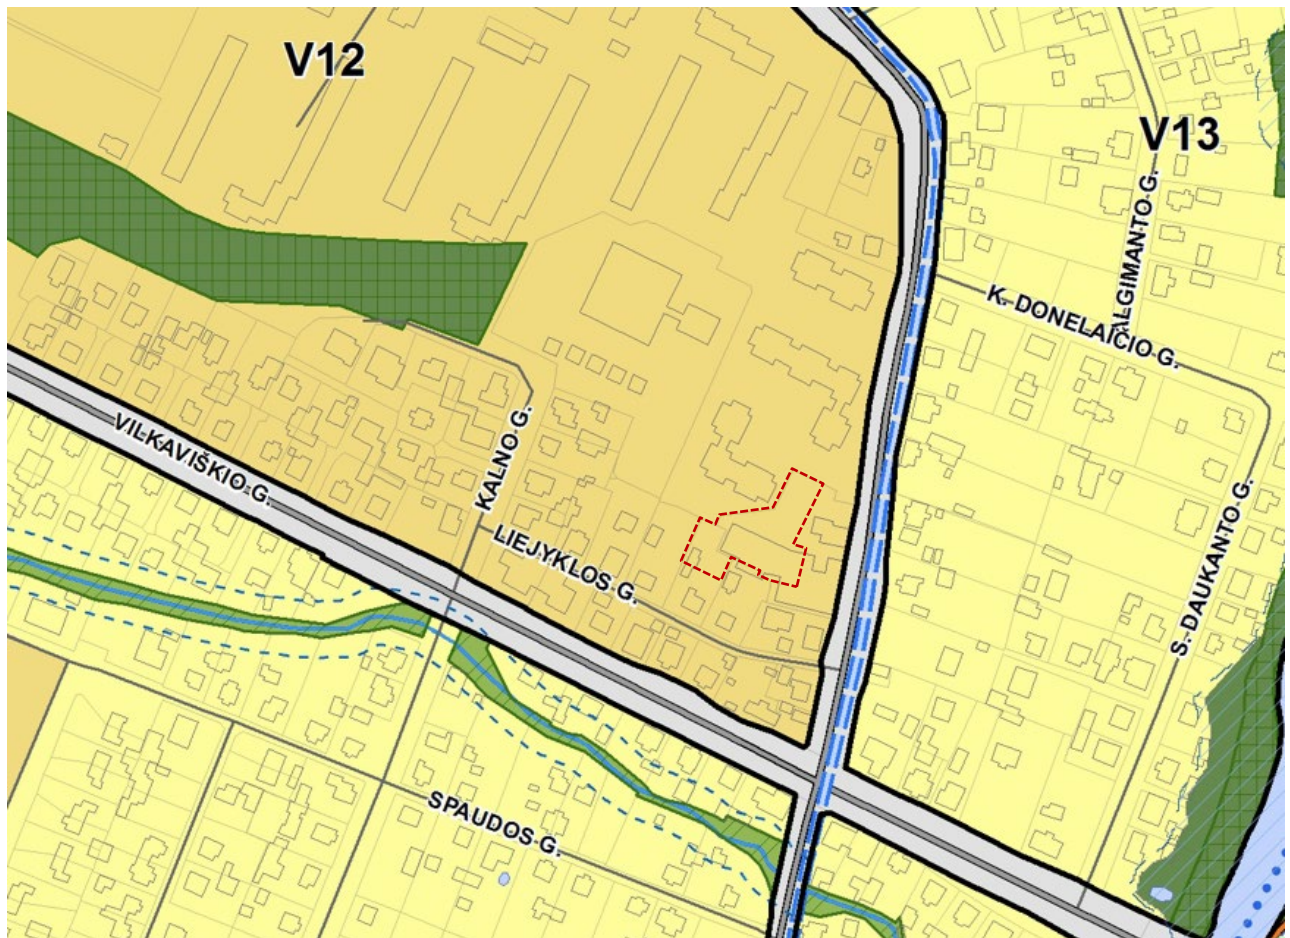 V12
V13
ALGIMANTO G.
K. DONELAIČIO G.
VILKAVIŠKIO G.
KALNO G.
LIEJYKLOS G.
S. DAUKANTO G.
SPAUDOS G.